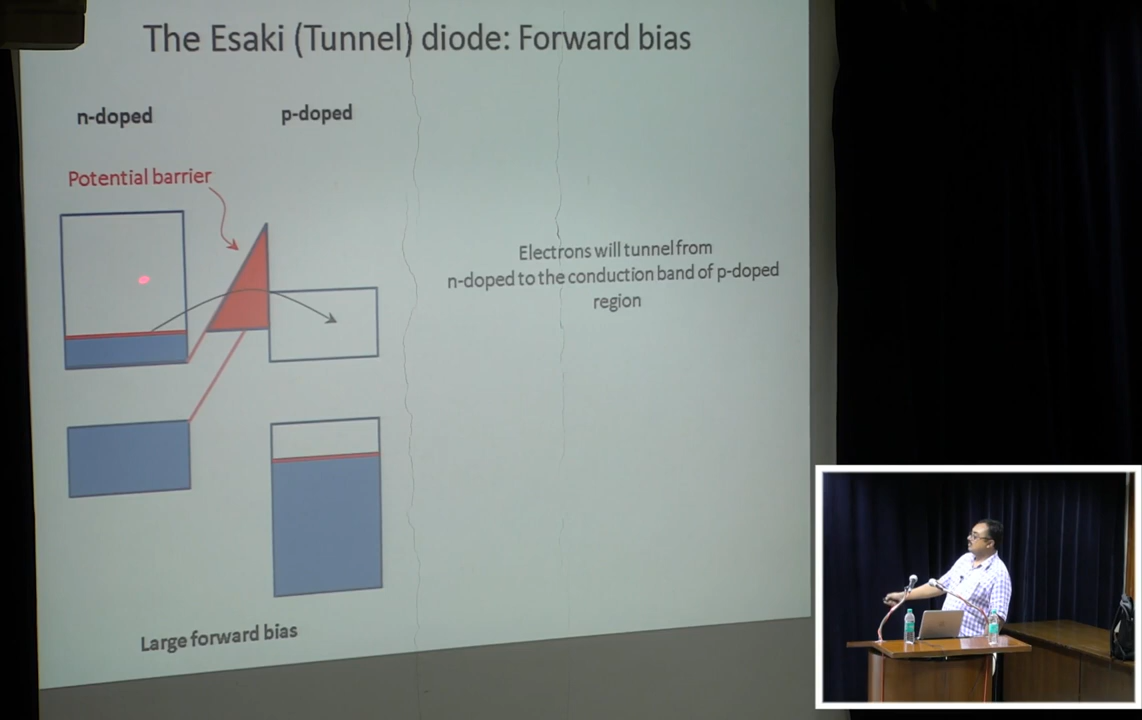 The Esaki (Tunnel) diode: Forward bias
n-doped
p-doped
Potential barrier
Electrons will tunnel from
n-doped to the conduction band of p-doped
region
Large forward bias